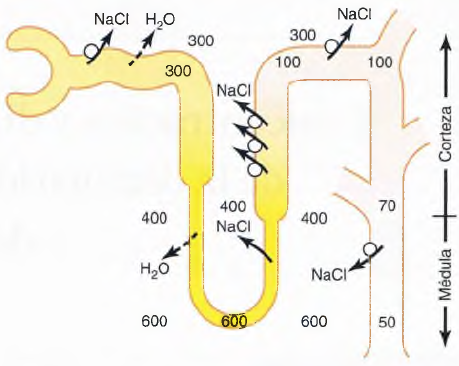 NaCl H₂O NaCl
300 300
300 100 100
NaCl
Corteza
400 400 400 70
NaCl
H₂O NaCl
Médula
600 600 600 50